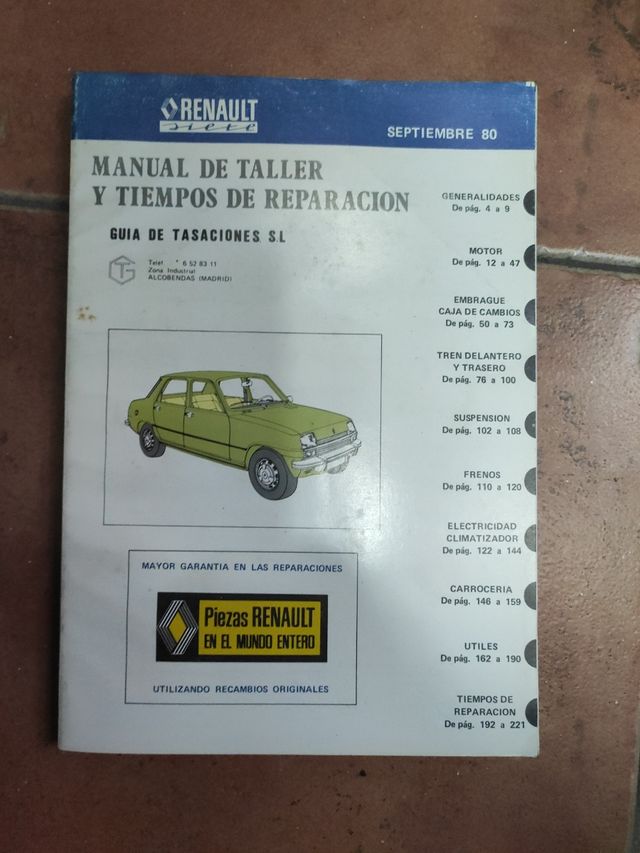 RENAULT
siete
SEPTIEMBRE 80
MANUAL DE TALLER
Y TIEMPOS DE REPARACION
GUIA DE TASACIONES, S.L
TG
Teléf. * 6 52 83 11
Zona Industrial
ALCOBENDAS (MADRID)
GENERALIDADES
De pág. 4 a 9
MOTOR
De pág. 12 a 47
EMBRAGUE
CAJA DE CAMBIOS
De pág. 50 a 73
TREN DELANTERO
Y TRASERO
De pág. 76 a 100
SUSPENSION
De pág. 102 a 108
FRENOS
De pág. 110 a 120
ELECTRICIDAD
CLIMATIZADOR
De pág. 122 a 144
CARROCERIA
De pág. 146 a 159
UTILES
De pág. 162 a 190
TIEMPOS DE
REPARACION
De pág. 192 a 221
MAYOR GARANTIA EN LAS REPARACIONES
Piezas RENAULT
EN EL MUNDO ENTERO
UTILIZANDO RECAMBIOS ORIGINALES